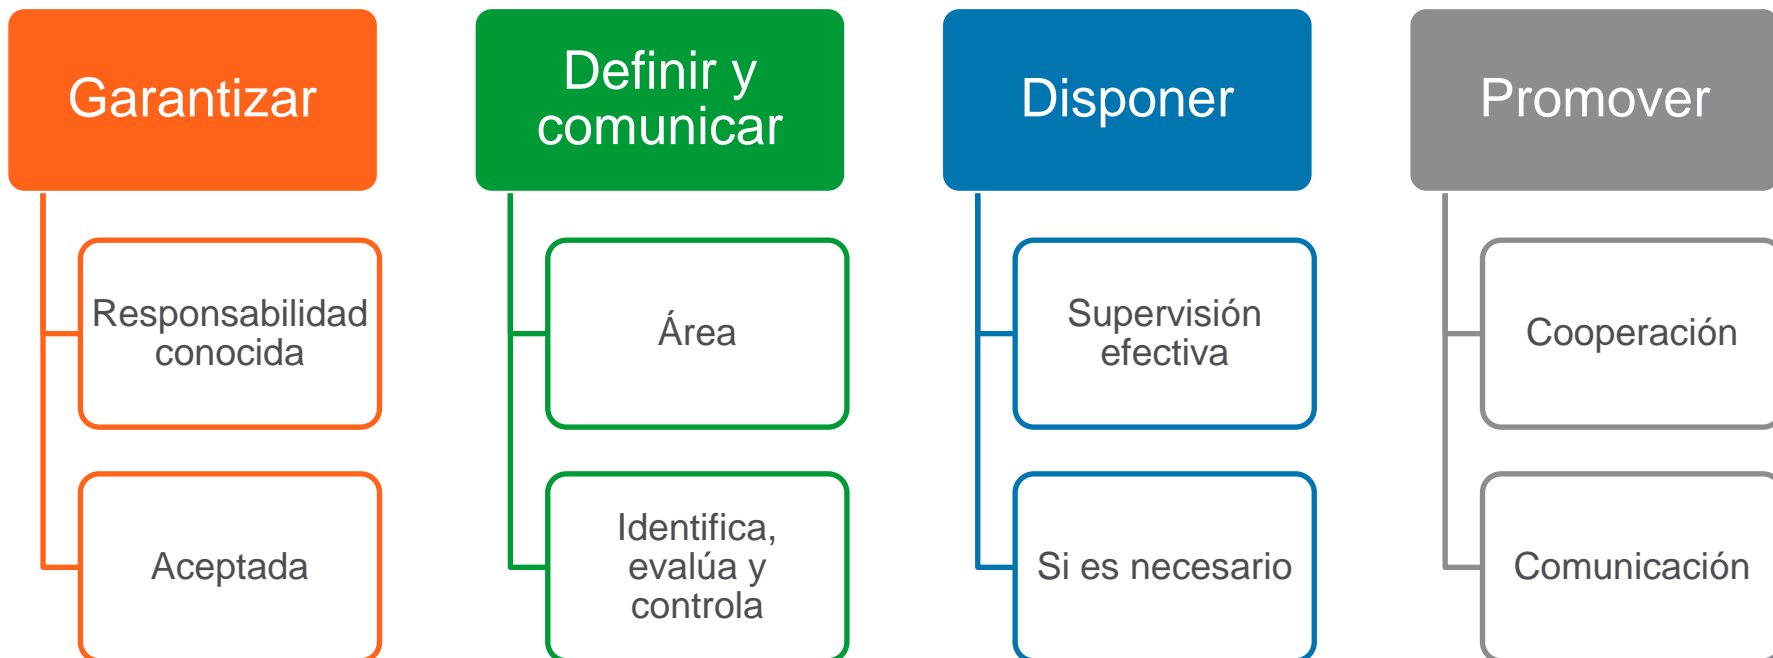 Garantizar
Responsabilidad
conocida
Aceptada
Definir y
comunicar
Área
Identifica,
evalúa y
controla
Disponer
Supervisión
efectiva
Si es necesario
Promover
Cooperación
Comunicación